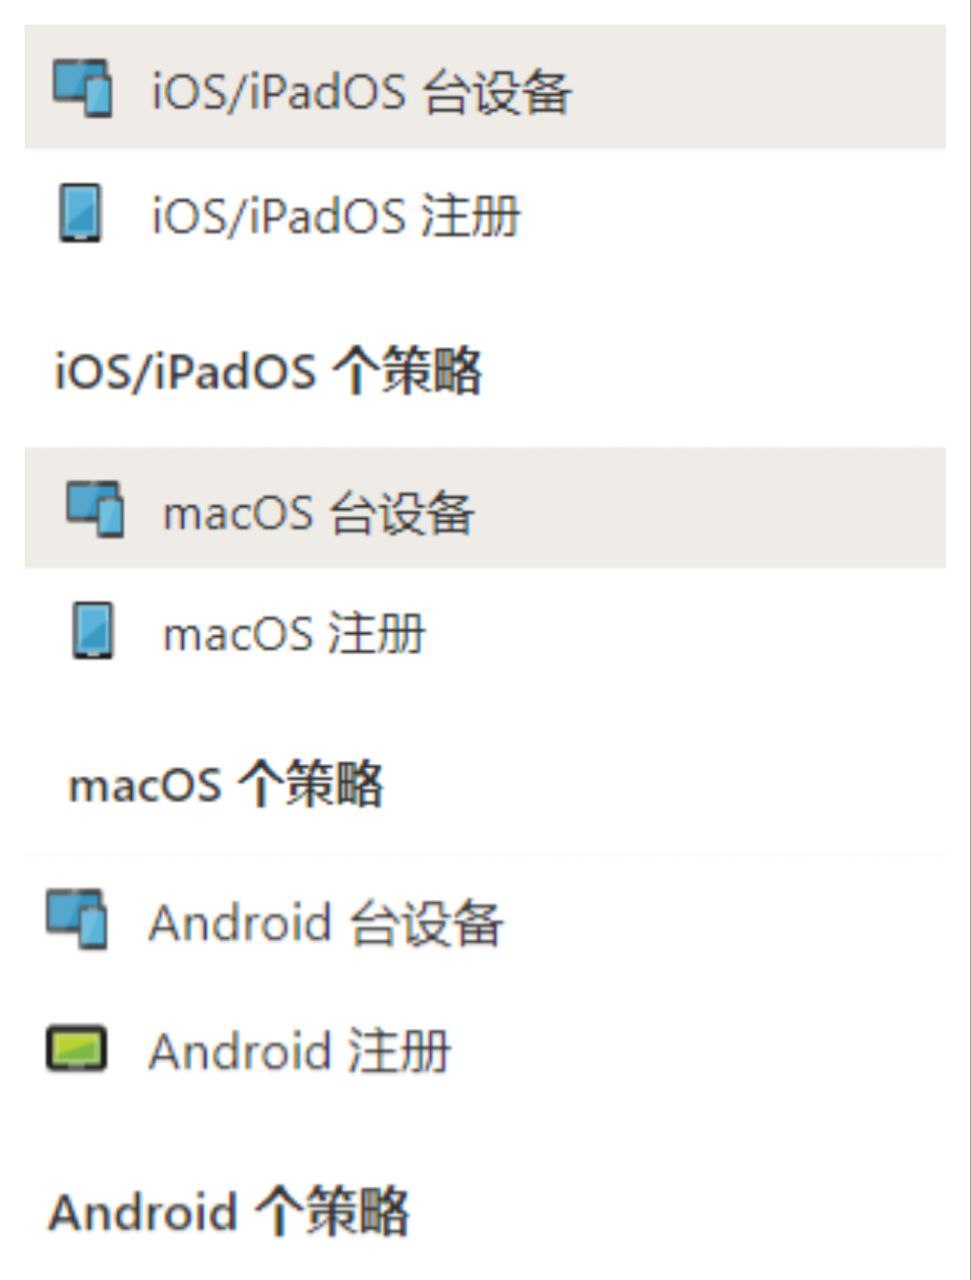 iOS/iPadOS 台设备
iOS/iPadOS 注册
iOS/iPadOS 个策略
macOS 台设备
macOS 注册
macOS 个策略
Android 台设备
Android 注册
Android 个策略